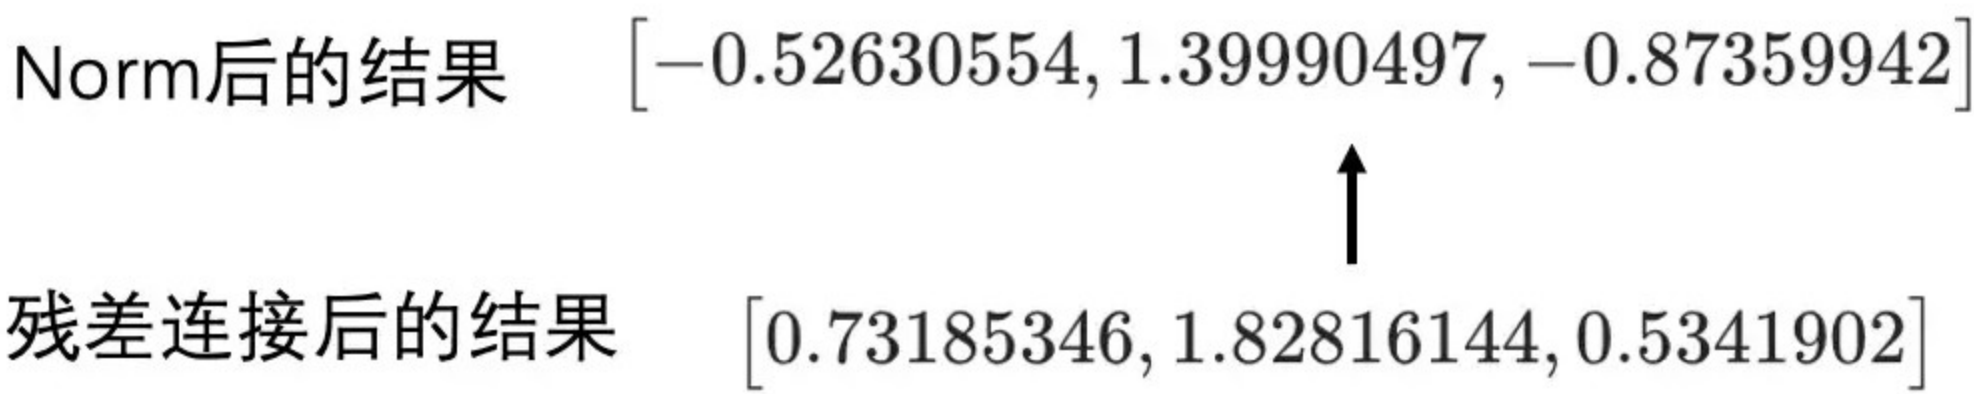 Norm后的结果 [−0.52630554, 1.39990497, −0.87359942]
残差连接后的结果 [0.73185346, 1.82816144, 0.5341902]